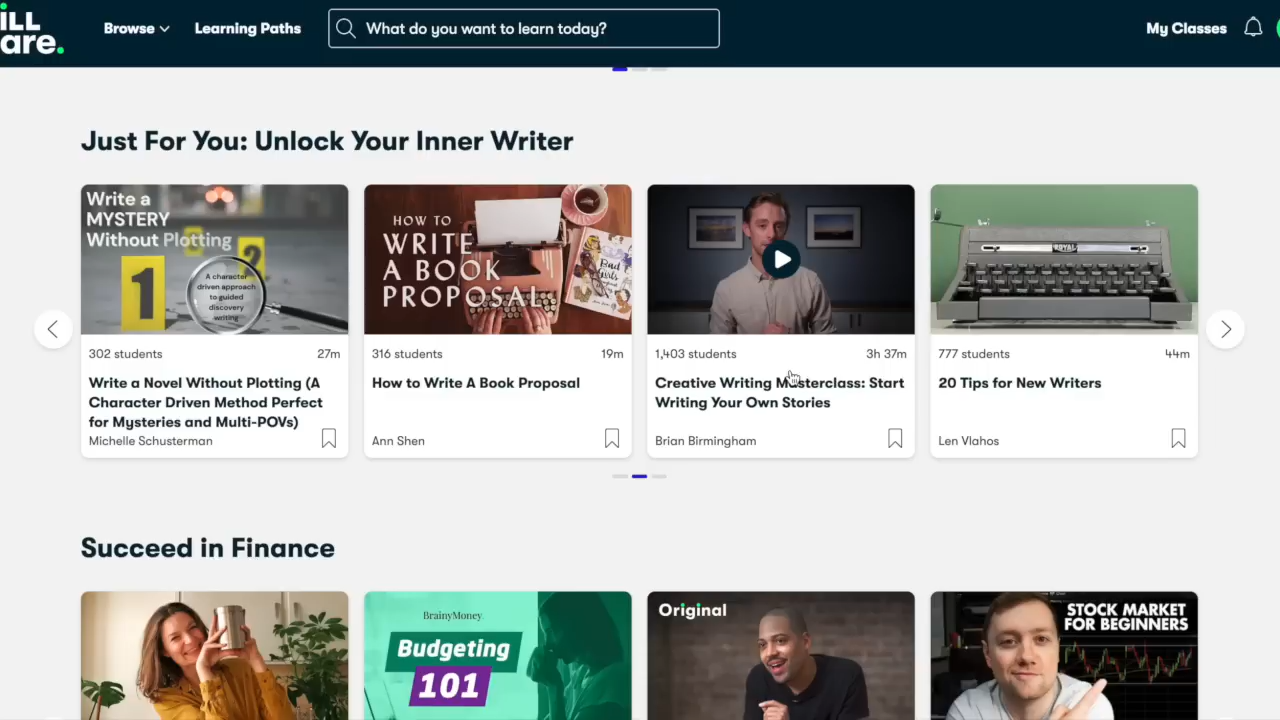 ILL
are.
Browse
Learning Paths
What do you want to learn today?
My Classes
Just For You: Unlock Your Inner Writer
Write a
MYSTERY
Without Plotting
1
2
A character
driven approach
to guided
discovery
writing
HOW TO
WRITE
A BOOK
PROPOSAL
Bad
Girls
ROYAL
302 students
27m
316 students
19m
1,403 students
3h 37m
777 students
44m
Write a Novel Without Plotting (A
Character Driven Method Perfect
for Mysteries and Multi-POVs)
Michelle Schusterman
How to Write A Book Proposal
Ann Shen
Creative Writing Masterclass: Start
Writing Your Own Stories
Brian Birmingham
20 Tips for New Writers
Len Vlahos
Succeed in Finance
BrainyMoney
Budgeting
101
Original
STOCK MARKET
FOR BEGINNERS